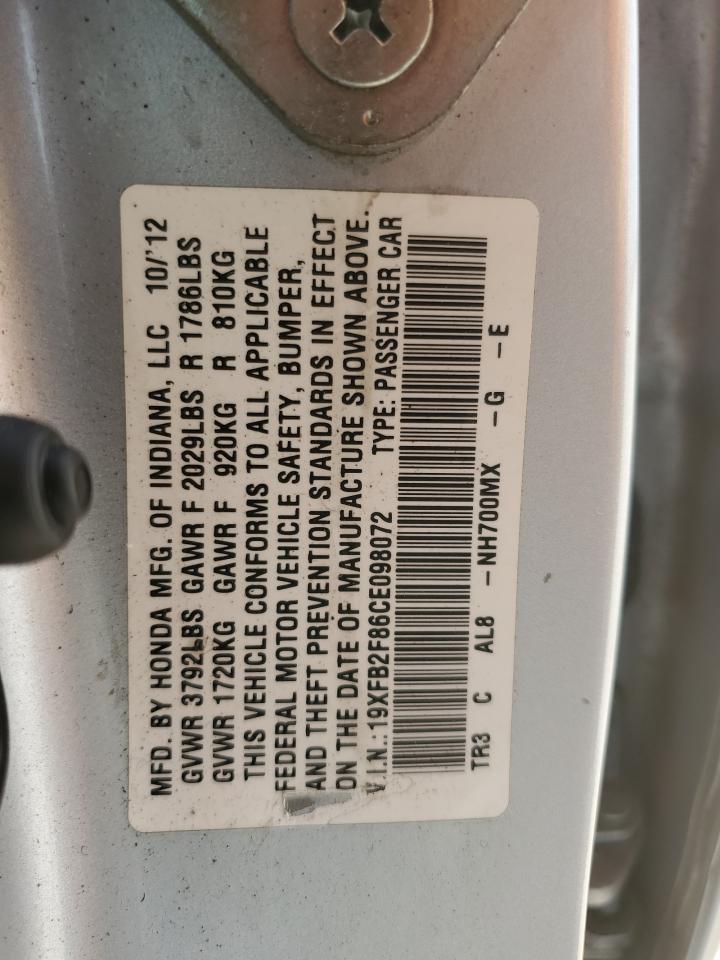 MFD. BY HONDA MFG. OF INDIANA, LLC 10/'12
GVWR 3792LBS GAWR F 2029LBS R 1786LBS
GVWR 1720KG GAWR F 920KG R 810KG
THIS VEHICLE CONFORMS TO ALL APPLICABLE
FEDERAL MOTOR VEHICLE SAFETY, BUMPER,
AND THEFT PREVENTION STANDARDS IN EFFECT
ON THE DATE OF MANUFACTURE SHOWN ABOVE.
V.I.N.:19XFB2F86CE098072 TYPE: PASSENGER CAR
TR3 C AL8 -NH700MX -G -E